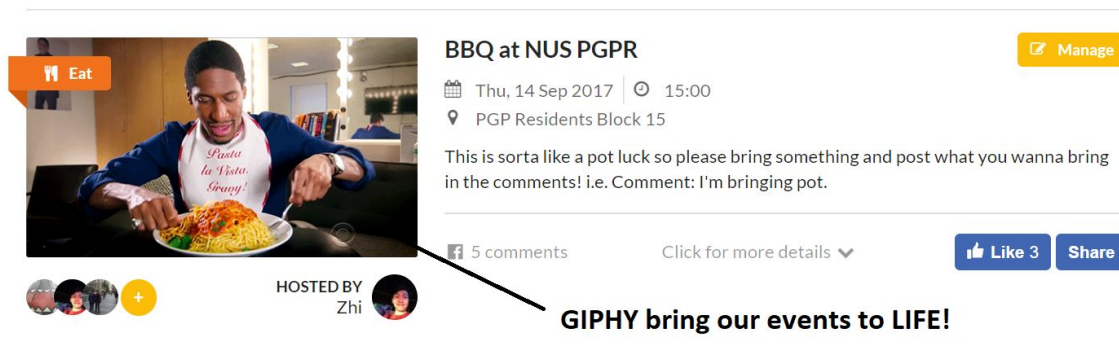 Eat
Pasta
la Vista,
Gravy!
BBQ at NUS PGPR
Manage
Thu, 14 Sep 2017
15:00
PGP Residents Block 15
This is sorta like a pot luck so please bring something and post what you wanna bring
in the comments! i.e. Comment: I'm bringing pot.
5 comments
Click for more details
Like 3
Share
HOSTED BY
Zhi
GIPHY bring our events to LIFE!